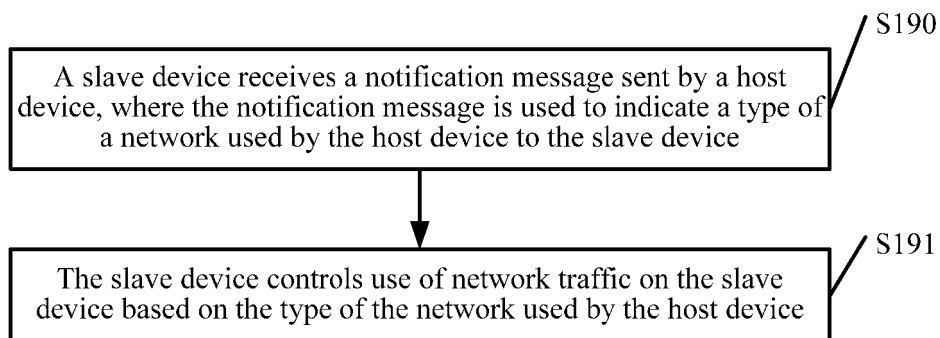 S190
A slave device receives a notification message sent by a host
device, where the notification message is used to indicate a type of
a network used by the host device to the slave device
S191
The slave device controls use of network traffic on the slave
device based on the type of the network used by the host device